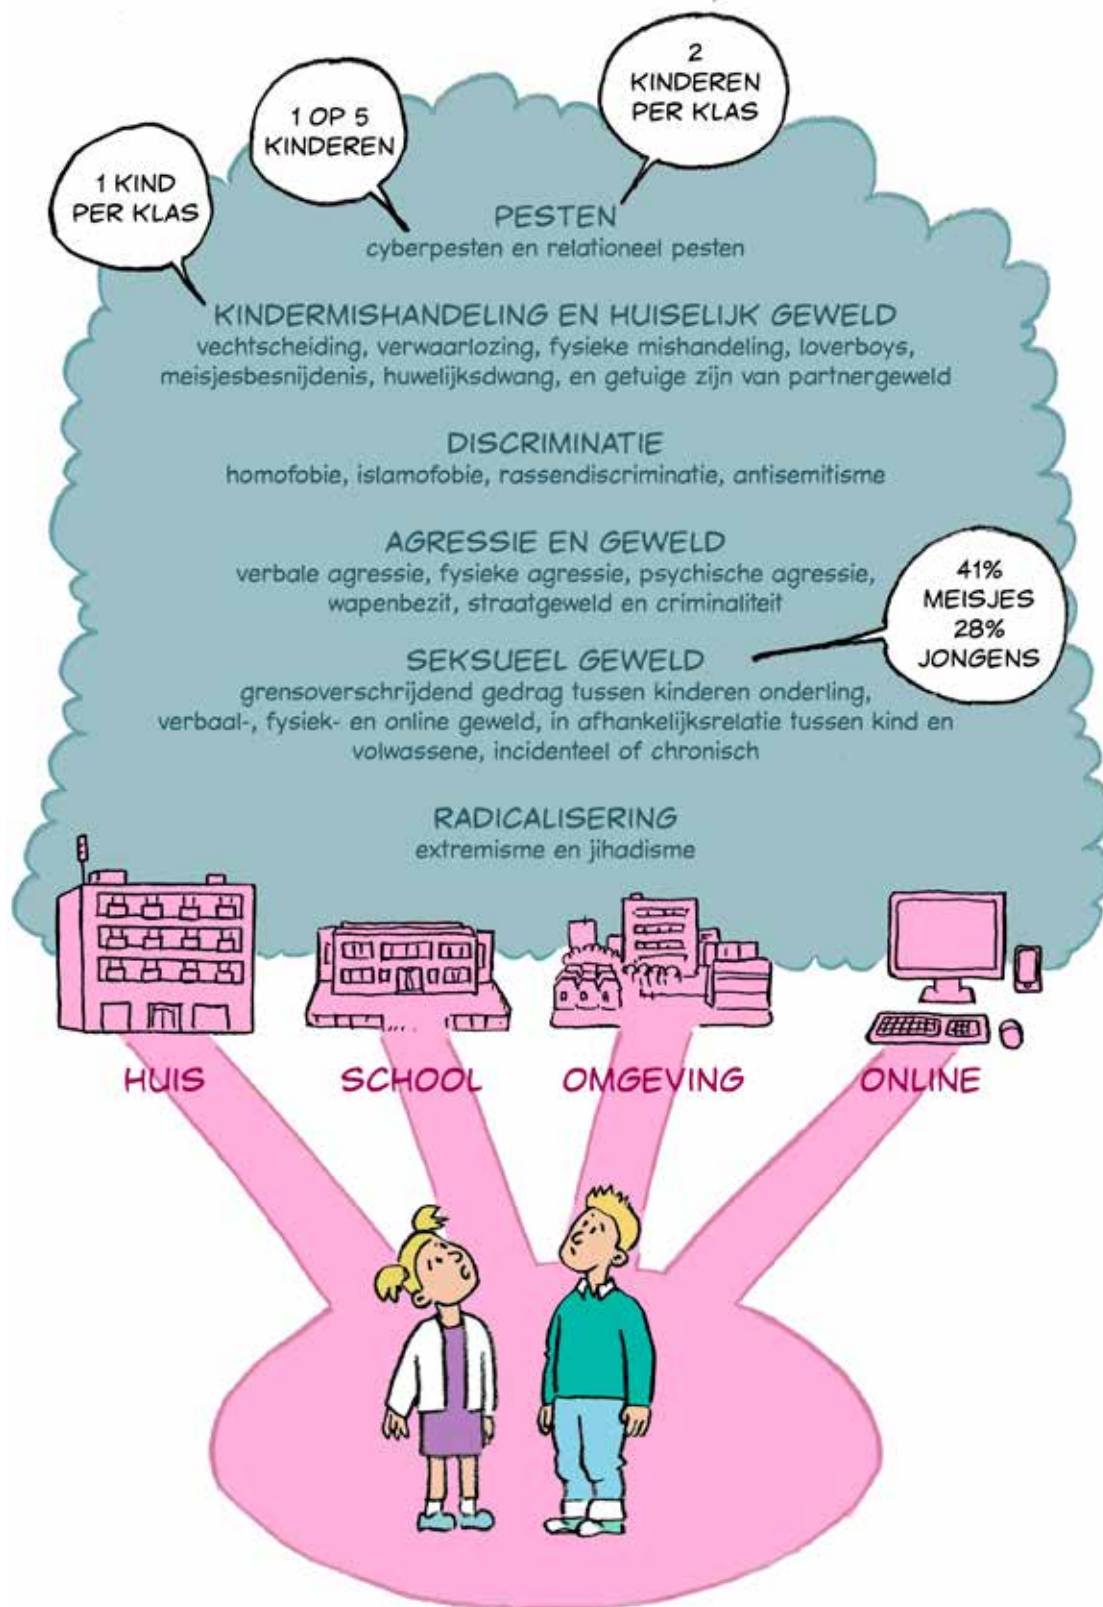 2
KINDEREN
PER KLAS
1 OP 5
KINDEREN
1 KIND
PER KLAS
PESTEN
cyberpesten en relationeel pesten
KINDERMISHANDELING EN HUISELIJK GEWELD
vechtscheiding, verwaarlozing, fysieke mishandeling, loverboys,
meisjesbesnijdenis, huwelijksdwang, en getuige zijn van partnergeweld
DISCRIMINATIE
homofobie, islamofobie, rassendiscriminatie, antisemitisme
AGRESSIE EN GEWELD
verbale agressie, fysieke agressie, psychische agressie,
wapenbezit, straatgeweld en criminaliteit
41%
MEISJES
28%
JONGENS
SEKSUEEL GEWELD
grensoverschrijdend gedrag tussen kinderen onderling,
verbaal-, fysiek- en online geweld, in afhankelijksrelatie tussen kind en
volwassene, incidenteel of chronisch
RADICALISERING
extremisme en jihadisme
HUIS
SCHOOL
OMGEVING
ONLINE